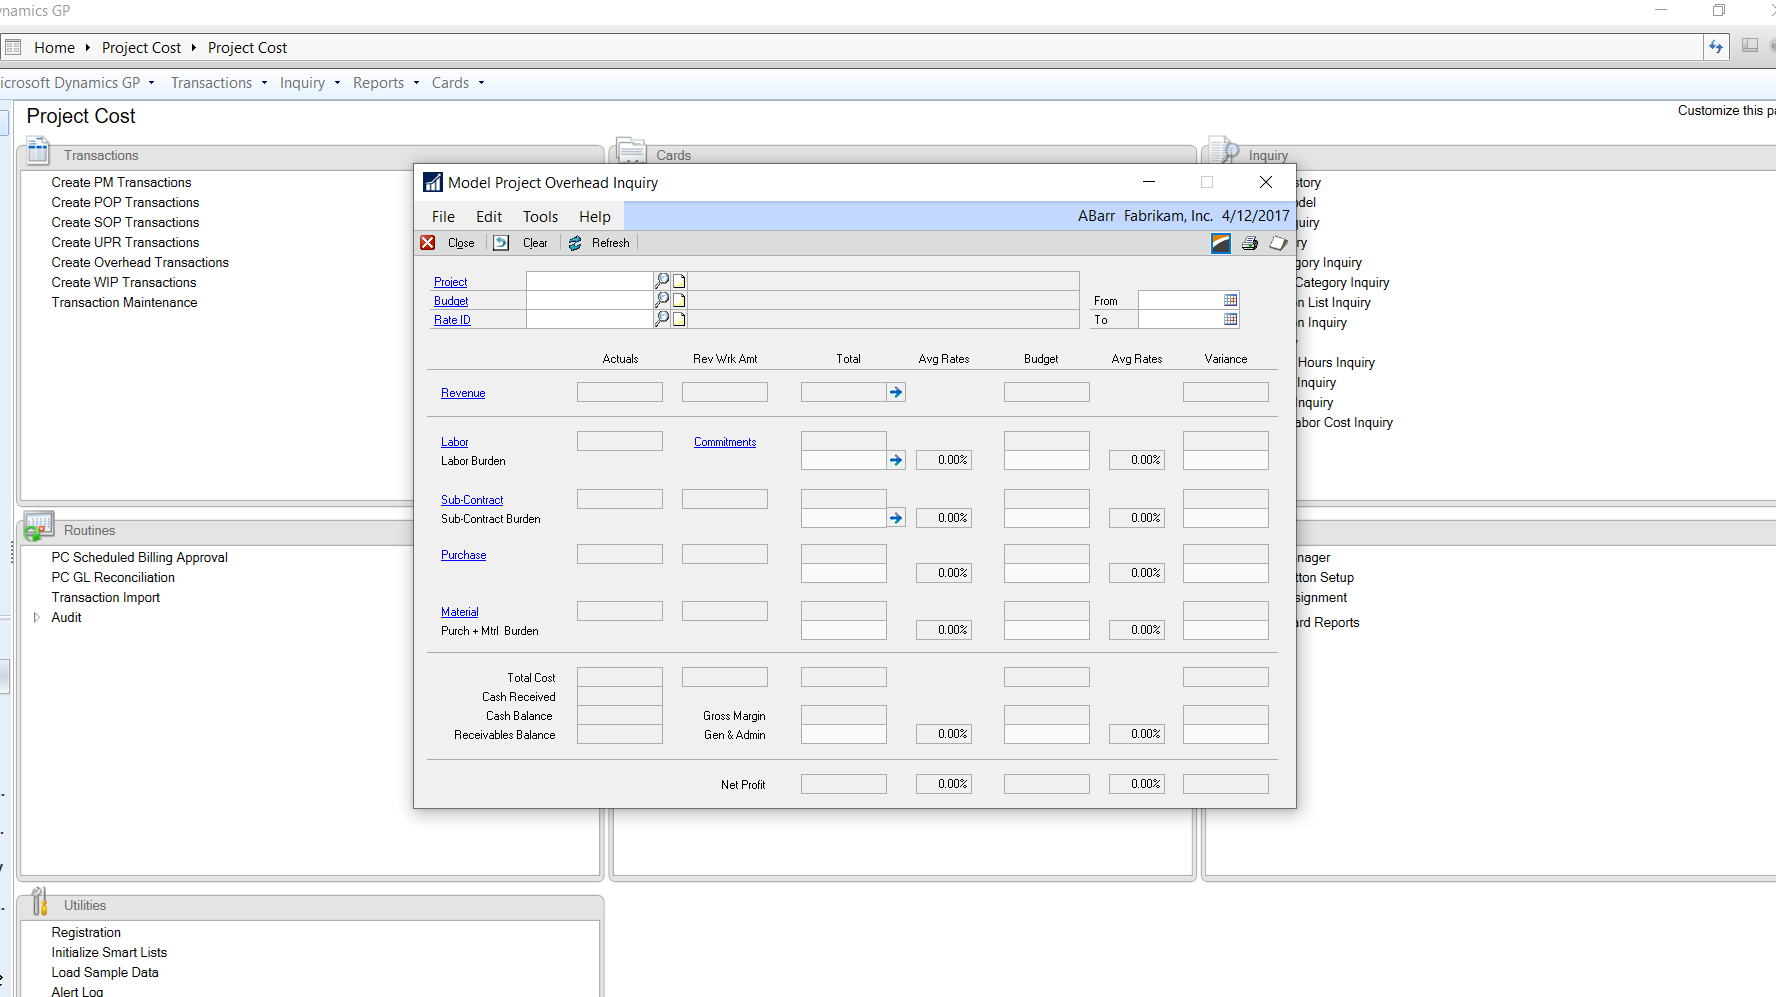 ynamics GP
Home Project Cost Project Cost
icrosoft Dynamics GP Transactions Inquiry Reports Cards
Project Cost
Customize this pa
Transactions
Create PM Transactions
Create POP Transactions
Create SOP Transactions
Create UPR Transactions
Create Overhead Transactions
Create WIP Transactions
Transaction Maintenance
Cards
Inquiry
story
del
uiry
ry
gory Inquiry
Category Inquiry
n List Inquiry
n Inquiry
Hours Inquiry
Inquiry
nquiry
abor Cost Inquiry
Model Project Overhead Inquiry
File Edit Tools Help
ABarr Fabrikam, Inc. 4/12/2017
Close Clear Refresh
Project
Budget From
Rate ID To
Actuals Rev Wrk Amt Total Avg Rates Budget Avg Rates Variance
Revenue
Labor Commitments
Labor Burden 0.00% 0.00%
Sub-Contract
Sub-Contract Burden 0.00% 0.00%
Purchase
0.00% 0.00%
Material
Purch + Mtrl Burden 0.00% 0.00%
Total Cost
Cash Received
Cash Balance Gross Margin
Receivables Balance Gen & Admin 0.00% 0.00%
Net Profit 0.00% 0.00%
Routines
PC Scheduled Billing Approval
PC GL Reconciliation
Transaction Import
Audit
nager
tton Setup
signment
ard Reports
Utilities
Registration
Initialize Smart Lists
Load Sample Data
Alert Log